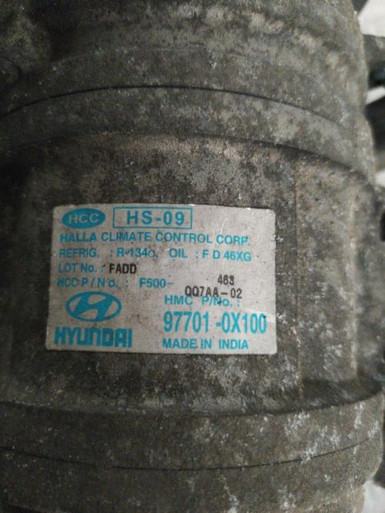 HCC HS-09
HALLA CLIMATE CONTROL CORP.
REFRIG. : R-134a, OIL : F D 46XG
LOT No. : FADD
463
HCC P/No. : F500-
QQ7AA-02
HMC P/No. :
97701-0X100
HYUNDAI
MADE IN INDIA